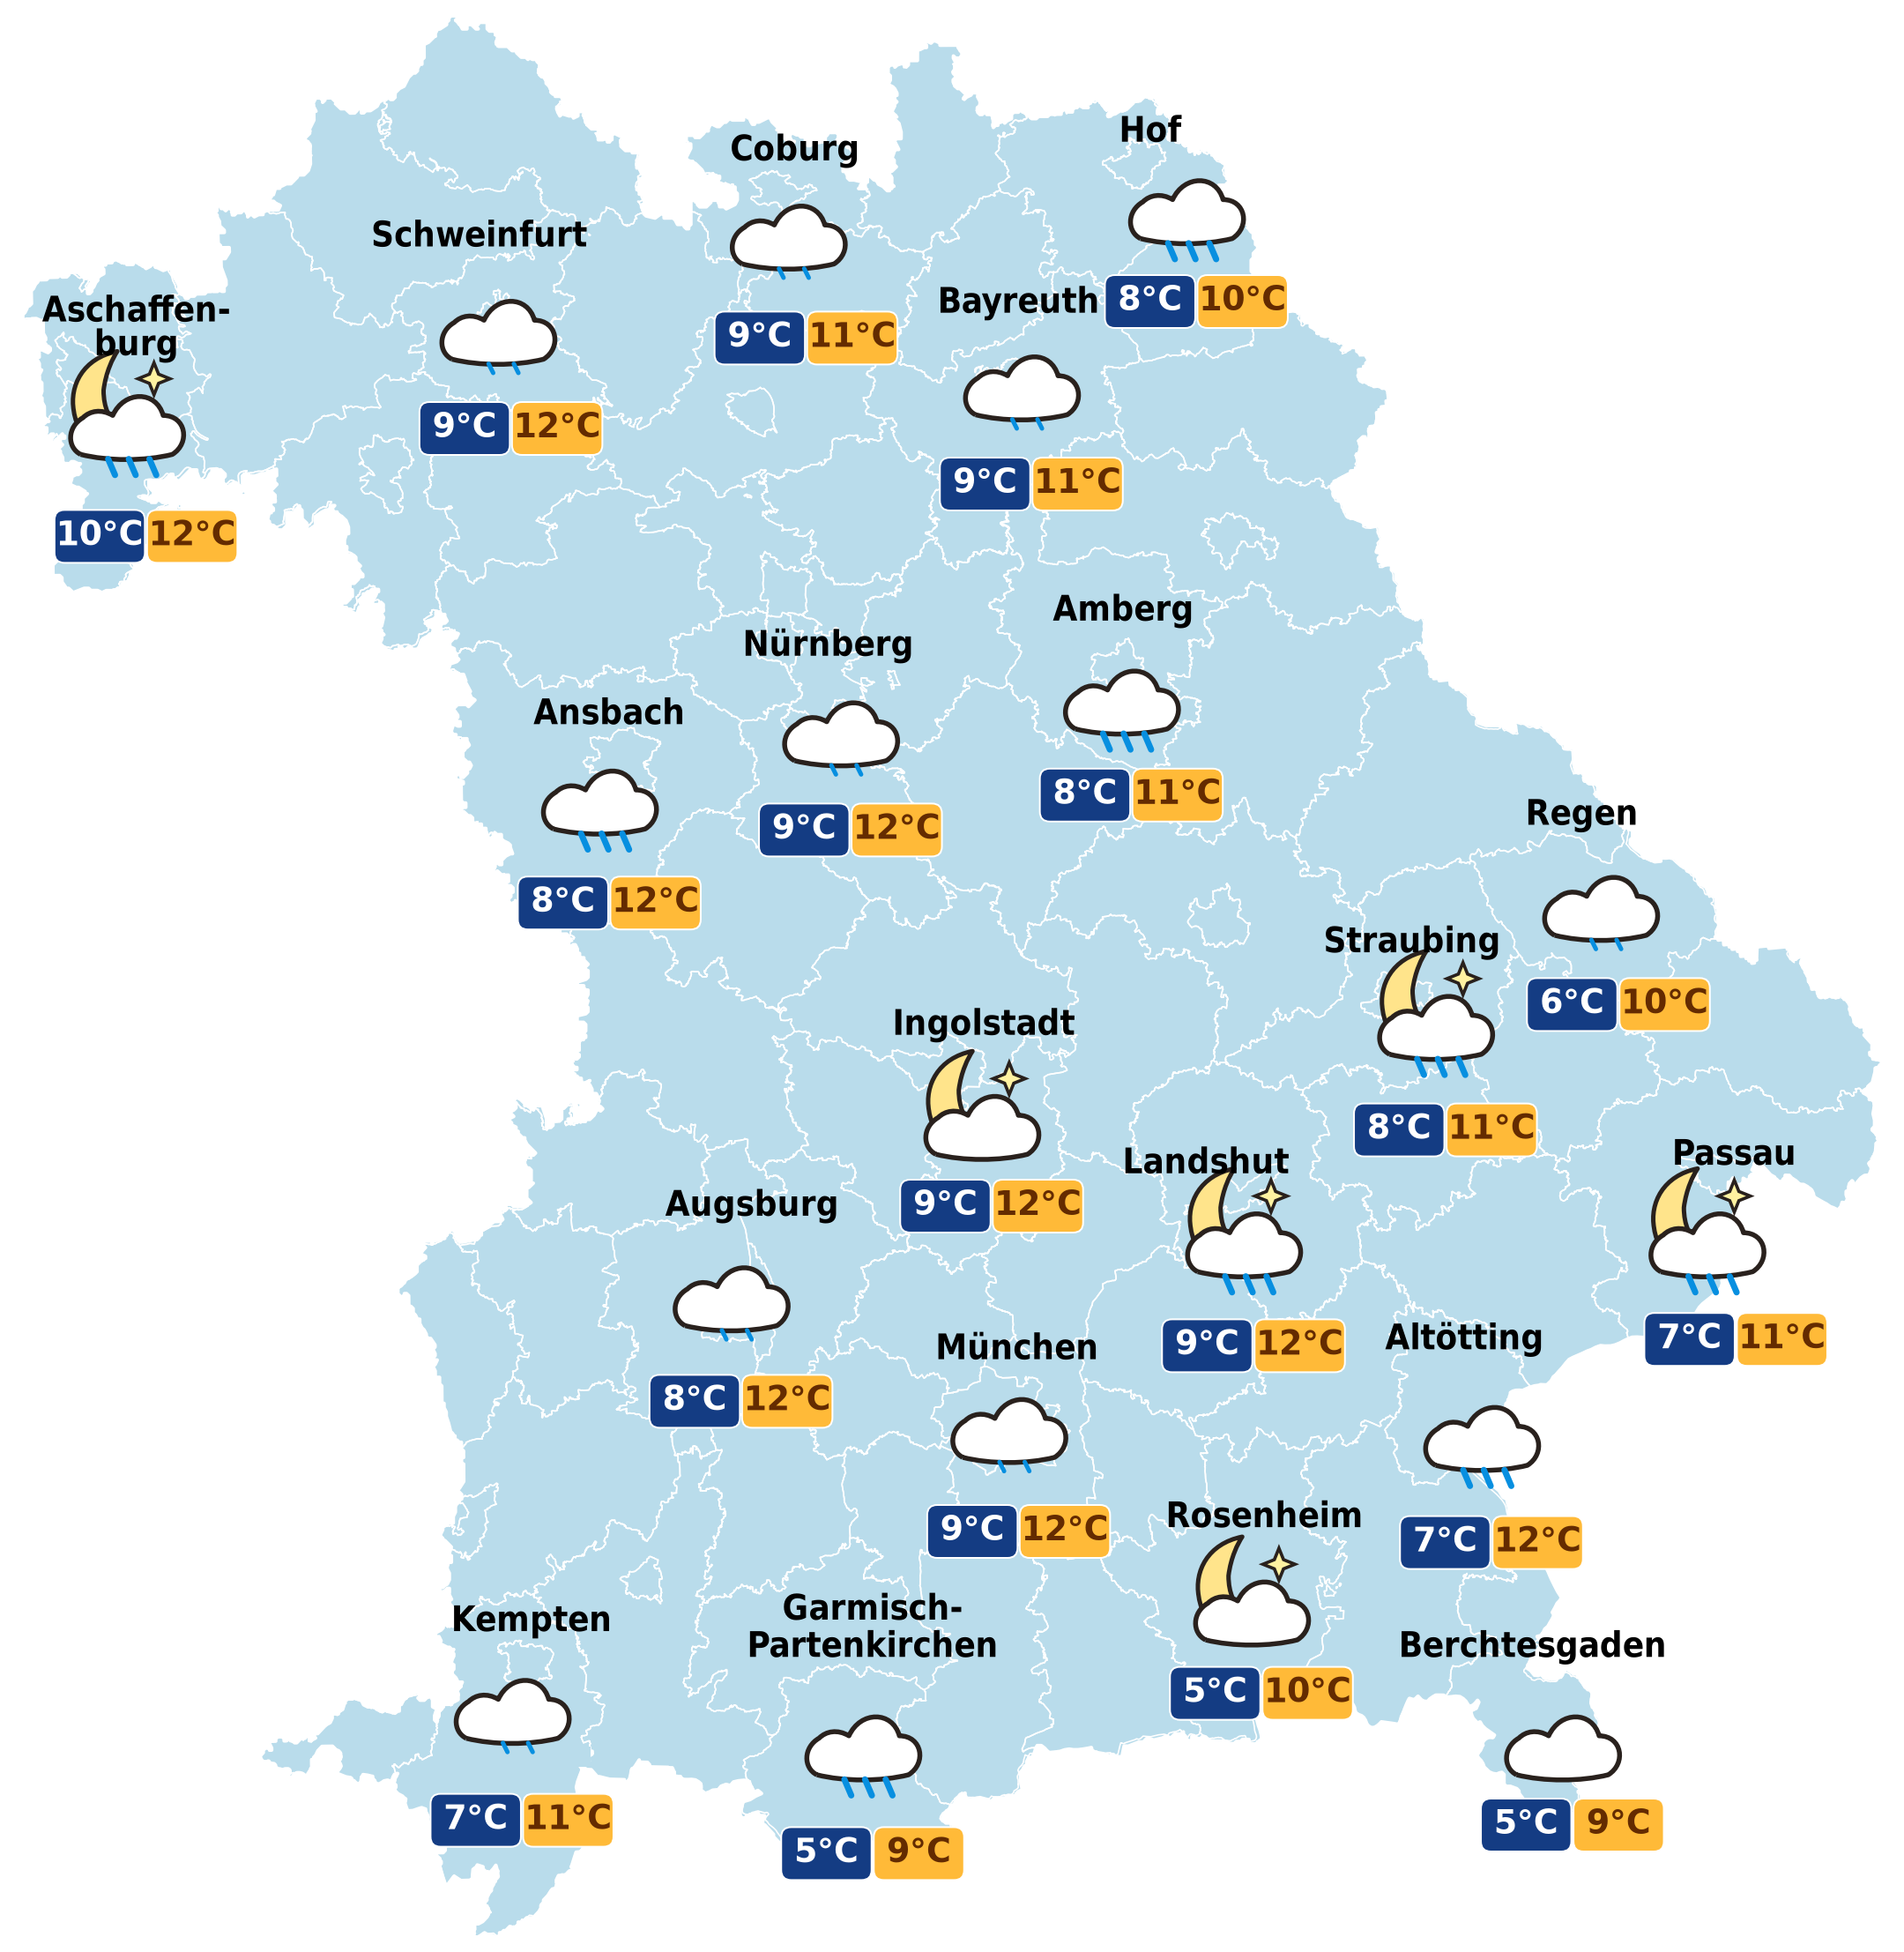 Hof
8°C 10°C
Coburg
9°C 11°C
Schweinfurt
9°C 12°C
Bayreuth
9°C 11°C
Aschaffen-
burg
10°C 12°C
Amberg
8°C 11°C
Nürnberg
9°C 12°C
Ansbach
8°C 12°C
Regen
6°C 10°C
Straubing
8°C 11°C
Ingolstadt
9°C 12°C
Passau
7°C 11°C
Landshut
9°C 12°C
Augsburg
8°C 12°C
Altötting
7°C 12°C
München
9°C 12°C
Rosenheim
5°C 10°C
Garmisch-
Partenkirchen
5°C 9°C
Kempten
7°C 11°C
Berchtesgaden
5°C 9°C